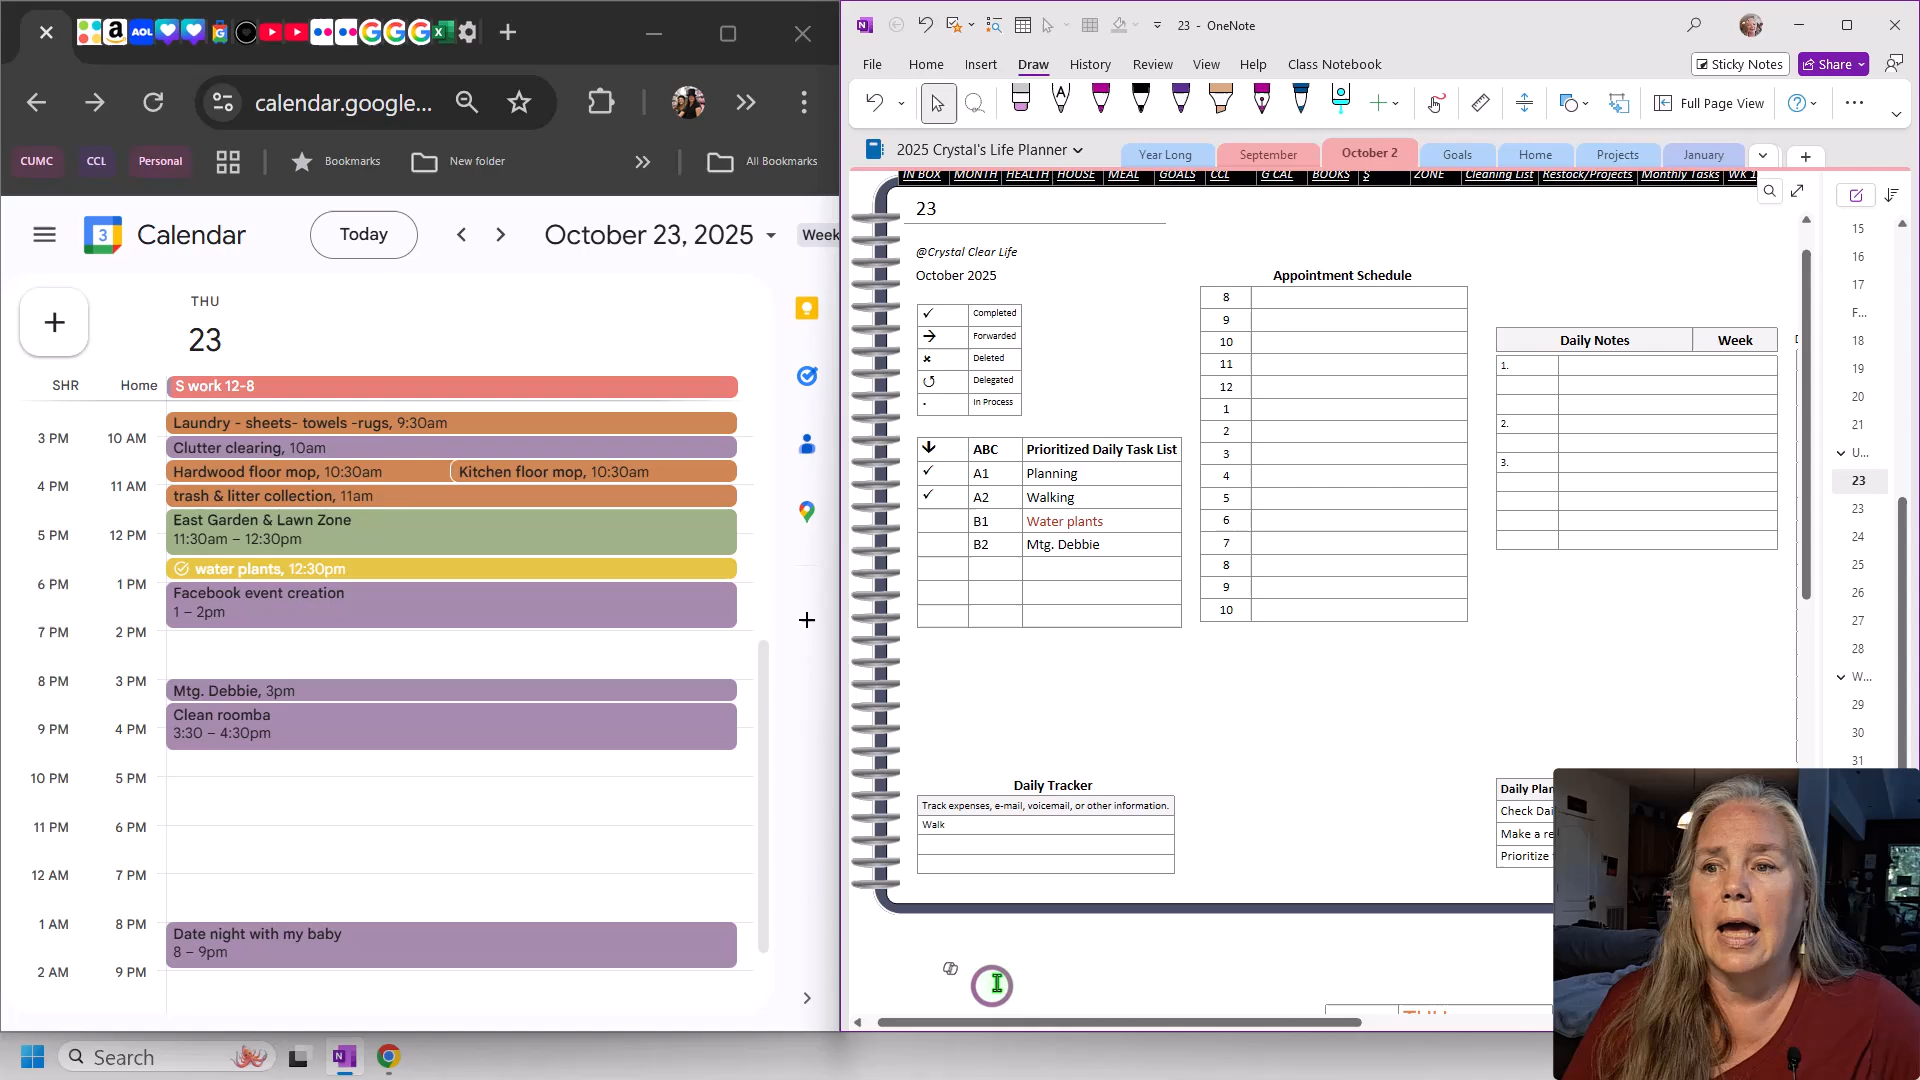 AOL
calendar.google...
CUMC
CCL
Personal
Bookmarks
New folder
All Bookmarks
3
Calendar
Today
October 23, 2025
Week
THU
23
SHR
Home
S work 12-8
Laundry - sheets- towels -rugs, 9:30am
3 PM
10 AM
Clutter clearing, 10am
Hardwood floor mop, 10:30am
Kitchen floor mop, 10:30am
4 PM
11 AM
trash & litter collection, 11am
East Garden & Lawn Zone
11:30am – 12:30pm
5 PM
12 PM
water plants, 12:30pm
6 PM
1 PM
Facebook event creation
1 – 2pm
7 PM
2 PM
8 PM
3 PM
Mtg. Debbie, 3pm
Clean roomba
3:30 – 4:30pm
9 PM
4 PM
10 PM
5 PM
11 PM
6 PM
12 AM
7 PM
1 AM
8 PM
Date night with my baby
8 – 9pm
2 AM
9 PM
Search
23 - OneNote
File
Home
Insert
Draw
History
Review
View
Help
Class Notebook
Sticky Notes
Share
Full Page View
2025 Crystal's Life Planner
Year Long
September
October 2
Goals
Home
Projects
January
IN BOX
MONTH
HEALTH
HOUSE
MEAL
GOALS
CCL
G CAL
BOOKS
$
ZONE
Cleaning List
Restock/Projects
Monthly Tasks
WK 1
23
@Crystal Clear Life
October 2025
Completed
Forwarded
Deleted
Delegated
In Process
ABC
Prioritized Daily Task List
A1
Planning
A2
Walking
B1
Water plants
B2
Mtg. Debbie
Appointment Schedule
8
9
10
11
12
1
2
3
4
5
6
7
8
9
10
Daily Notes
Week
1.
2.
3.
Daily Tracker
Track expenses, e-mail, voicemail, or other information.
Walk
Daily Plan
Check Dai
Make a re
Prioritize
THU
15
16
17
F...
18
19
20
21
U...
23
23
24
25
26
27
28
W...
29
30
31